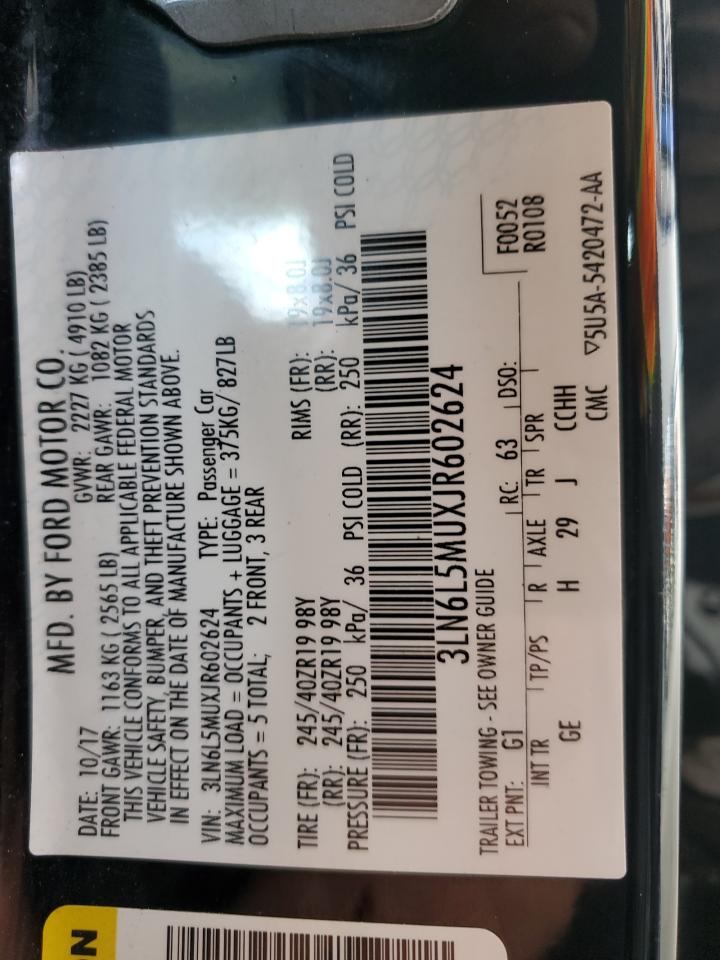 MFD. BY FORD MOTOR CO.
DATE: 10/17 GVWR: 2227 KG ( 4910 LB)
FRONT GAWR: 1163 KG ( 2565 LB) REAR GAWR: 1082 KG ( 2385 LB)
THIS VEHICLE CONFORMS TO ALL APPLICABLE FEDERAL MOTOR
VEHICLE SAFETY, BUMPER, AND THEFT PREVENTION STANDARDS
IN EFFECT ON THE DATE OF MANUFACTURE SHOWN ABOVE.
VIN: 3LN6L5MUXJR602624 TYPE: Passenger Car
MAXIMUM LOAD = OCCUPANTS + LUGGAGE = 375KG/ 827LB
OCCUPANTS = 5 TOTAL; 2 FRONT, 3 REAR
TIRE (FR): 245/40ZR19 98Y RIMS (FR): 19x8.0J
(RR): 245/40ZR19 98Y (RR): 19x8.0J
PRESSURE (FR): 250 kPa/ 36 PSI COLD (RR): 250 kPa/ 36 PSI COLD
3LN6L5MUXJR602624
TRAILER TOWING - SEE OWNER GUIDE F0052
EXT PNT: G1 RC: 63 DSO: R0108
INT TR TP/PS R AXLE TR SPR
GE H 29 J CCHH
CMC ▽5U5A-5420472-AA
N